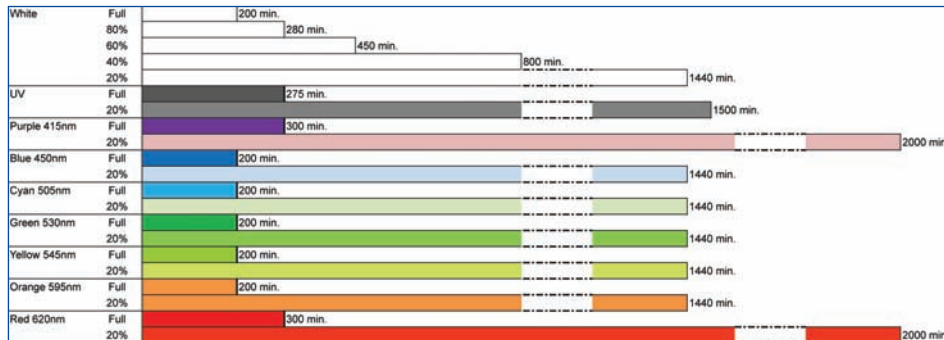 White Full 200 min.
80% 280 min.
60% 450 min.
40% 800 min.
20% 1440 min.
UV Full 275 min.
20% 1500 min.
Purple 415nm Full 300 min.
20% 2000 min
Blue 450nm Full 200 min.
20% 1440 min.
Cyan 505nm Full 200 min.
20% 1440 min.
Green 530nm Full 200 min.
20% 1440 min.
Yellow 545nm Full 200 min.
20% 1440 min.
Orange 595nm Full 200 min.
20% 1440 min.
Red 620nm Full 300 min.
20% 2000 min